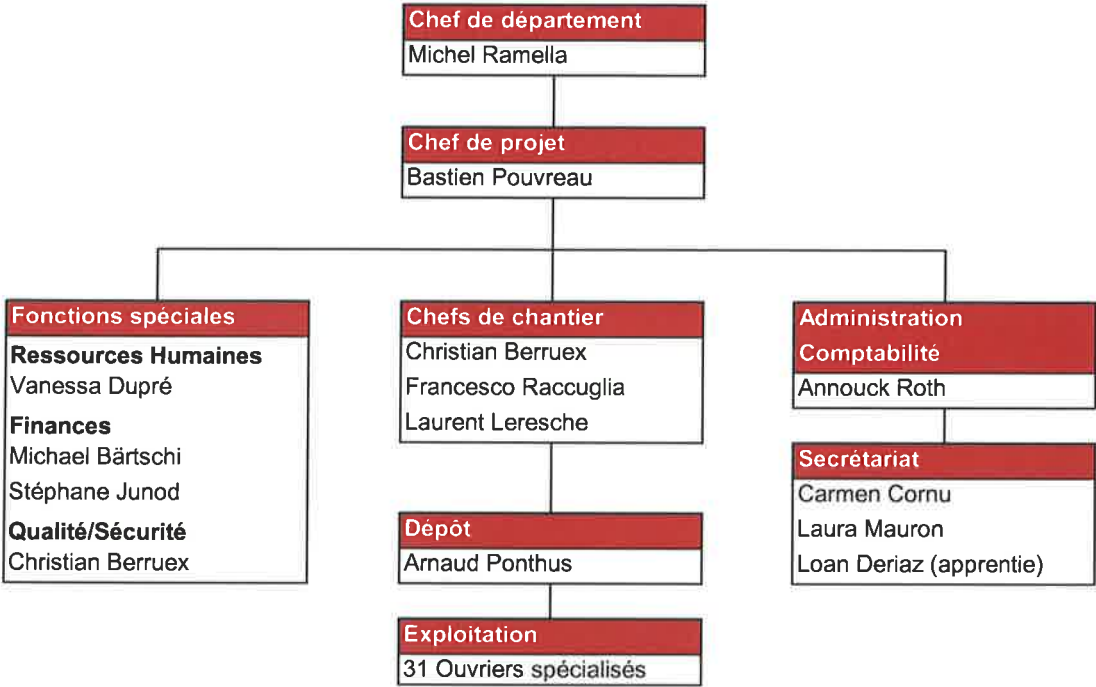 Chef de département
Michel Ramella
Chef de projet
Bastien Pouvreau
Fonctions spéciales
Ressources Humaines
Vanessa Dupré
Finances
Michael Bärtschi
Stéphane Junod
Qualité/Sécurité
Christian Berruex
Chefs de chantier
Christian Berruex
Francesco Raccuglia
Laurent Leresche
Dépôt
Arnaud Ponthus
Exploitation
31 Ouvriers spécialisés
Administration
Comptabilité
Annouck Roth
Secrétariat
Carmen Cornu
Laura Mauron
Loan Deriaz (apprentie)